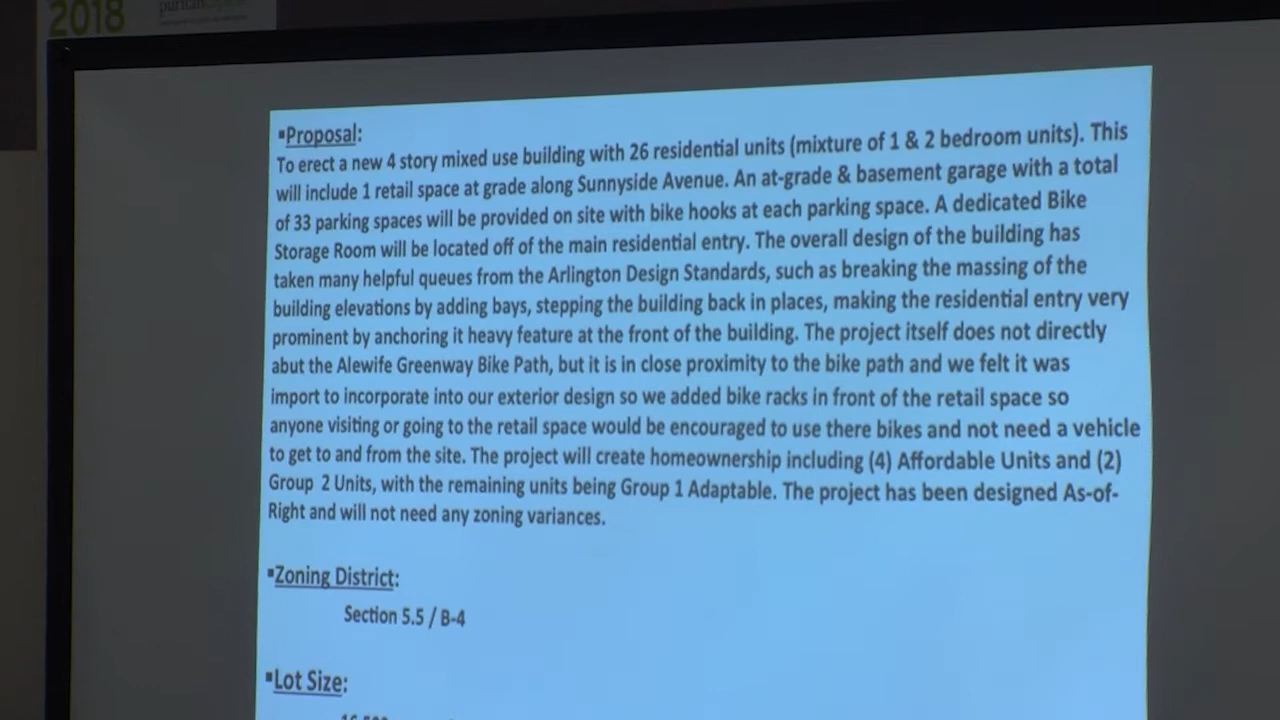 2018
▪Proposal:
To erect a new 4 story mixed use building with 26 residential units (mixture of 1 & 2 bedroom units). This
will include 1 retail space at grade along Sunnyside Avenue. An at-grade & basement garage with a total
of 33 parking spaces will be provided on site with bike hooks at each parking space. A dedicated Bike
Storage Room will be located off of the main residential entry. The overall design of the building has
taken many helpful queues from the Arlington Design Standards, such as breaking the massing of the
building elevations by adding bays, stepping the building back in places, making the residential entry very
prominent by anchoring it heavy feature at the front of the building. The project itself does not directly
abut the Alewife Greenway Bike Path, but it is in close proximity to the bike path and we felt it was
import to incorporate into our exterior design so we added bike racks in front of the retail space so
anyone visiting or going to the retail space would be encouraged to use there bikes and not need a vehicle
to get to and from the site. The project will create homeownership including (4) Affordable Units and (2)
Group 2 Units, with the remaining units being Group 1 Adaptable. The project has been designed As-of-
Right and will not need any zoning variances.
▪Zoning District:
Section 5.5 / B-4
▪Lot Size: